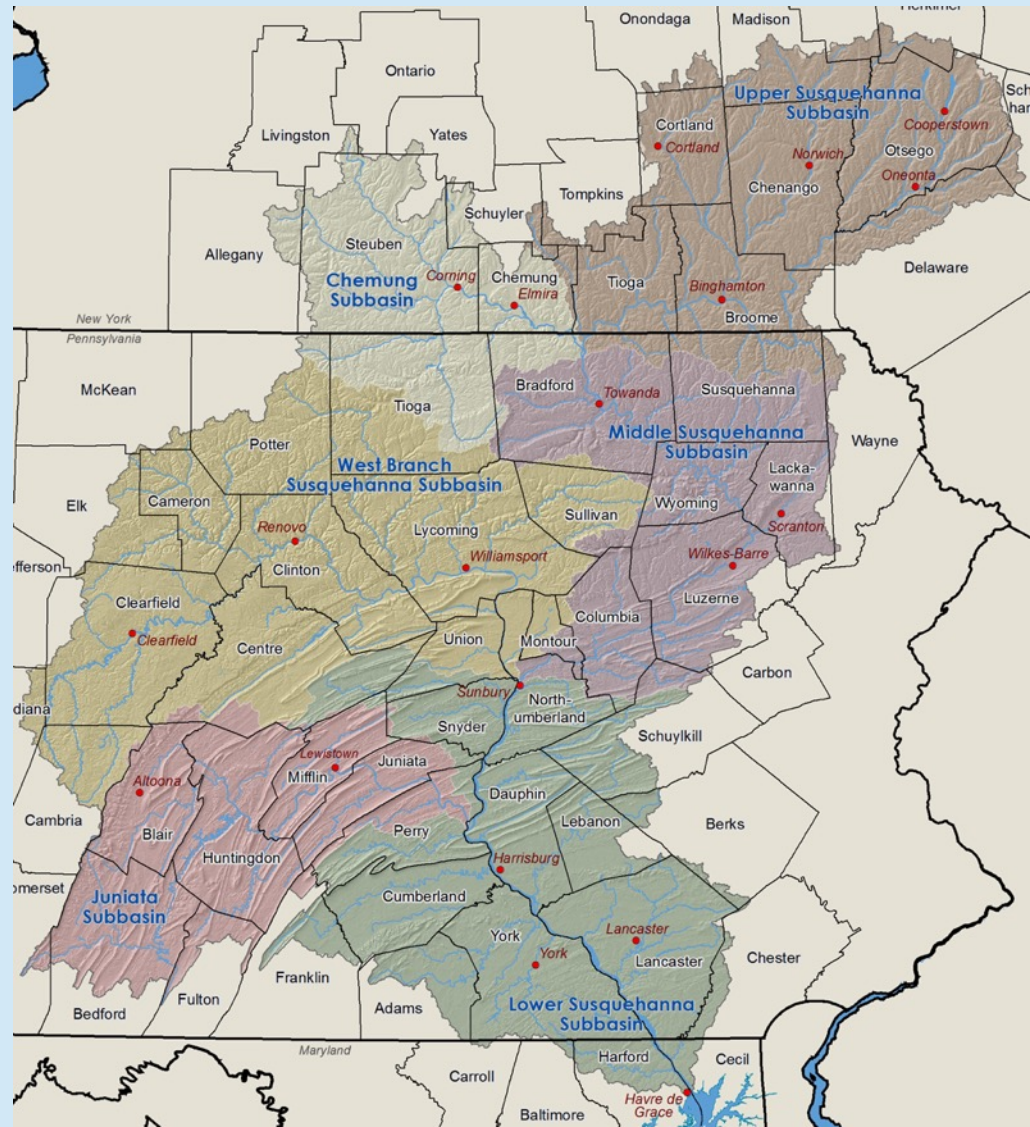 Onondaga
Madison
Herkimer
Ontario
Livingston
Yates
Cortland
Cortland
Upper Susquehanna
Subbasin
Cooperstown
Otsego
Norwich
Oneonta
Chenango
Tompkins
Schuyler
Allegany
Steuben
Chemung
Subbasin
Corning
Chemung
Elmira
Tioga
Binghamton
Broome
Delaware
New York
Pennsylvania
McKean
Tioga
Bradford
Towanda
Susquehanna
Middle Susquehanna
Subbasin
Wayne
Potter
West Branch
Susquehanna Subbasin
Lacka-
wanna
Elk
Cameron
Wyoming
Scranton
Sullivan
Renovo
Lycoming
Williamsport
Wilkes-Barre
efferson
Clinton
Clearfield
Clearfield
Luzerne
Columbia
Centre
Union
Montour
Carbon
diana
Sunbury
North-
umberland
Snyder
Schuylkill
Lewistown
Mifflin
Juniata
Altoona
Dauphin
Cambria
Blair
Perry
Lebanon
Berks
Huntingdon
Harrisburg
omerset
Juniata
Subbasin
Cumberland
York
York
Lancaster
Lancaster
Chester
Franklin
Fulton
Bedford
Adams
Lower Susquehanna
Subbasin
Maryland
Harford
Cecil
Carroll
Baltimore
Havre de
Grace